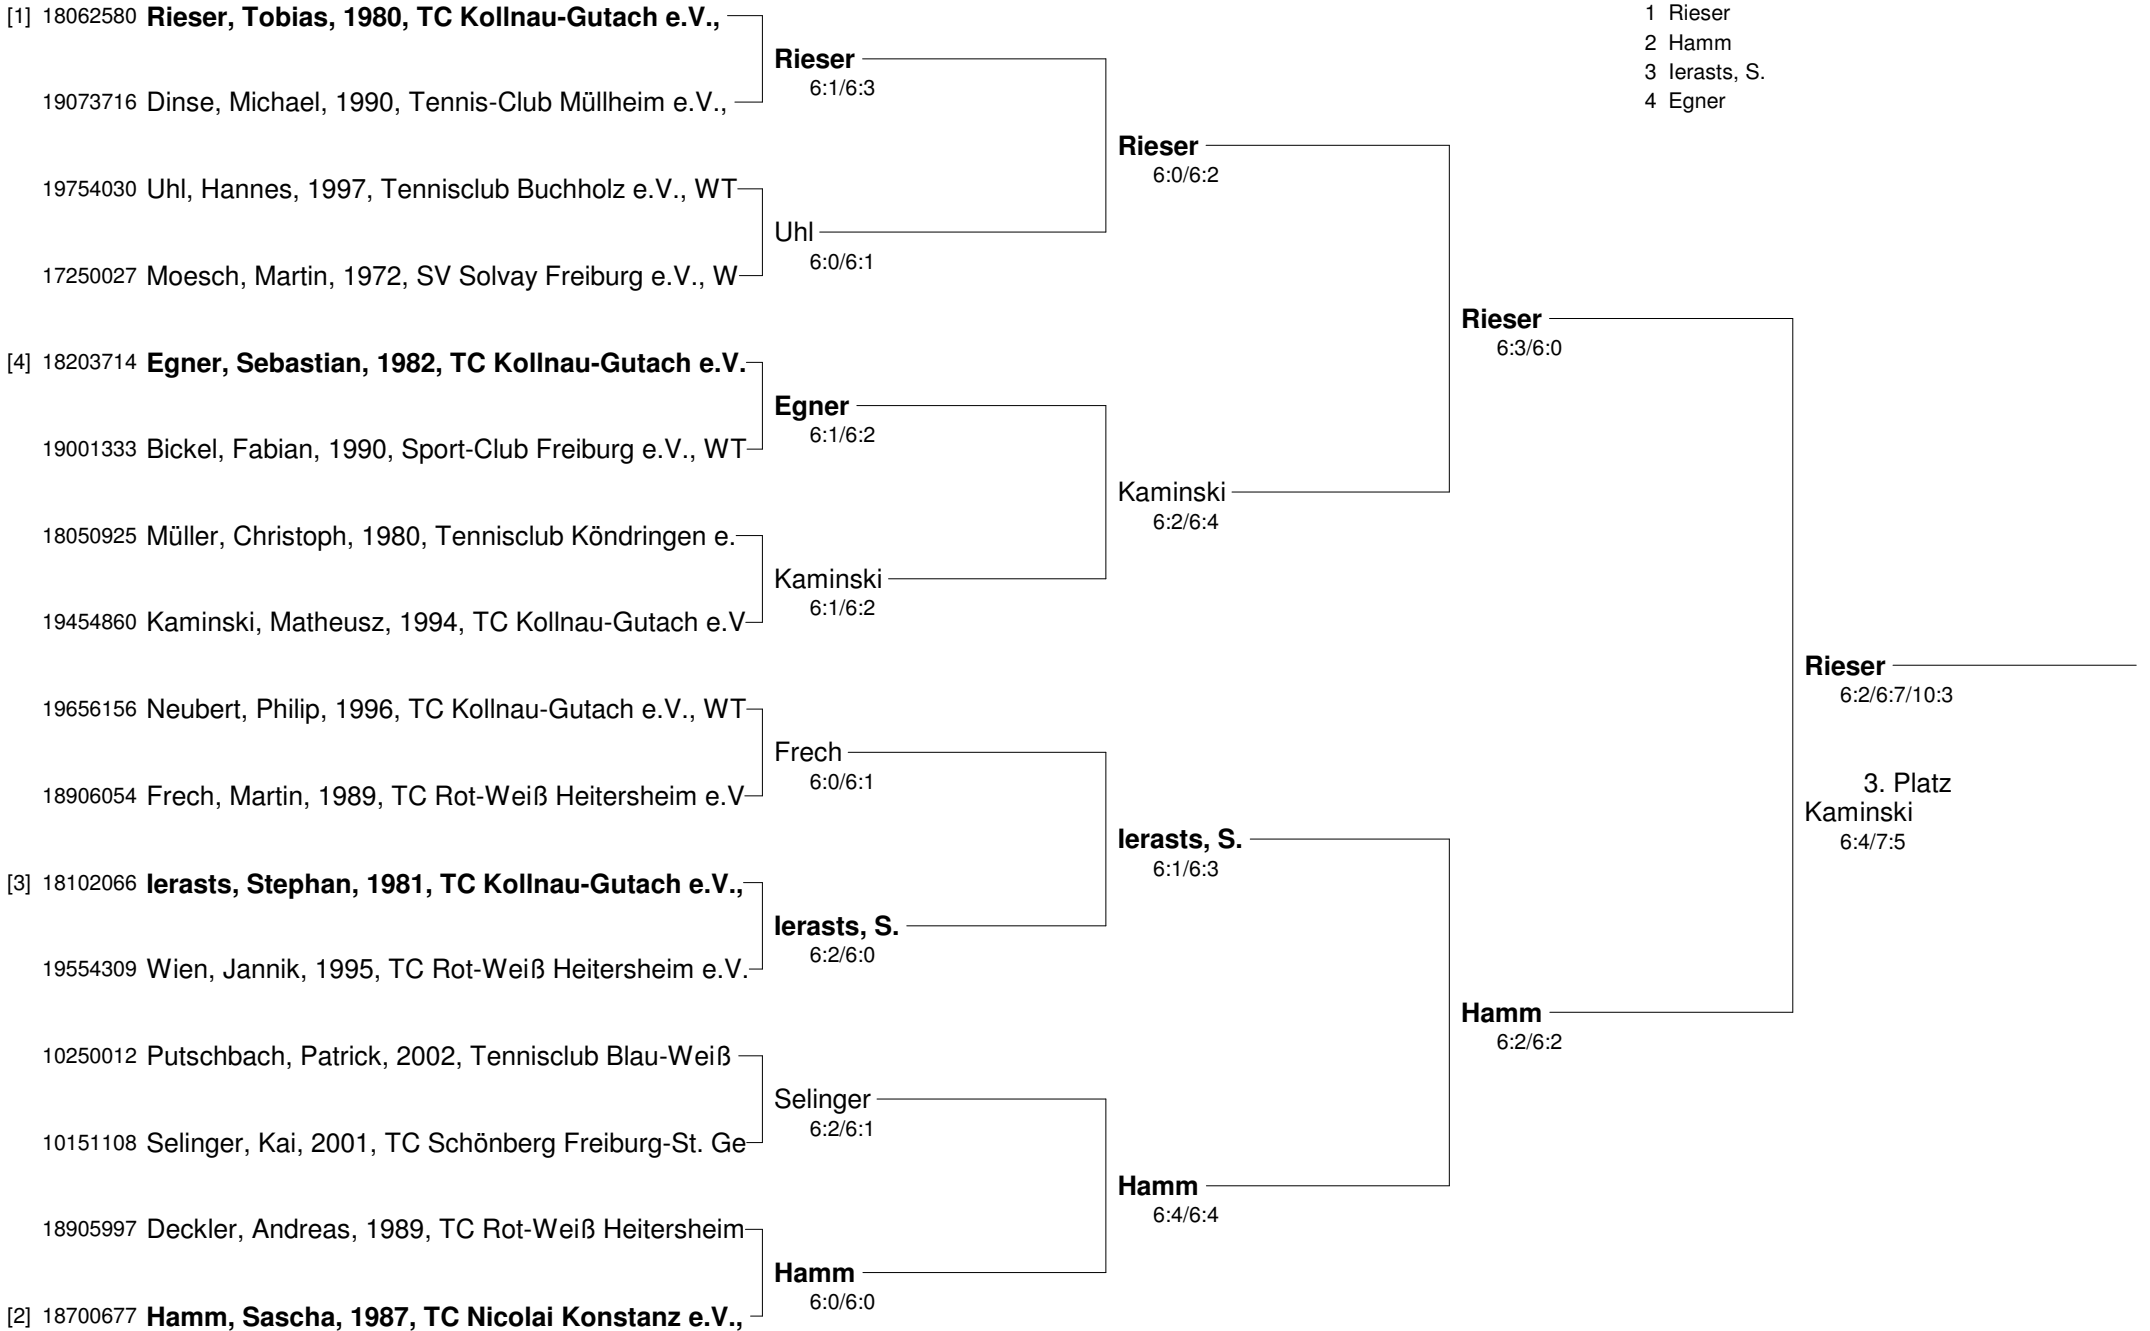 [1] 18062580 Rieser, Tobias, 1980, TC Kollnau-Gutach e.V.,
19073716 Dinse, Michael, 1990, Tennis-Club Müllheim e.V.,
19754030 Uhl, Hannes, 1997, Tennisclub Buchholz e.V., WT
17250027 Moesch, Martin, 1972, SV Solvay Freiburg e.V., W
[4] 18203714 Egner, Sebastian, 1982, TC Kollnau-Gutach e.V.
19001333 Bickel, Fabian, 1990, Sport-Club Freiburg e.V., WT
18050925 Müller, Christoph, 1980, Tennisclub Köndringen e.
19454860 Kaminski, Matheusz, 1994, TC Kollnau-Gutach e.V
19656156 Neubert, Philip, 1996, TC Kollnau-Gutach e.V., WT
18906054 Frech, Martin, 1989, TC Rot-Weiß Heitersheim e.V
[3] 18102066 Ierasts, Stephan, 1981, TC Kollnau-Gutach e.V.,
19554309 Wien, Jannik, 1995, TC Rot-Weiß Heitersheim e.V.
10250012 Putschbach, Patrick, 2002, Tennisclub Blau-Weiß
10151108 Selinger, Kai, 2001, TC Schönberg Freiburg-St. Ge
18905997 Deckler, Andreas, 1989, TC Rot-Weiß Heitersheim
[2] 18700677 Hamm, Sascha, 1987, TC Nicolai Konstanz e.V.,
Rieser
6:1/6:3
Uhl
6:0/6:1
Egner
6:1/6:2
Kaminski
6:1/6:2
Frech
6:0/6:1
Ierasts, S.
6:2/6:0
Selinger
6:2/6:1
Hamm
6:0/6:0
Rieser
6:0/6:2
Kaminski
6:2/6:4
Ierasts, S.
6:1/6:3
Hamm
6:4/6:4
Rieser
6:3/6:0
Hamm
6:2/6:2
Rieser
6:2/6:7/10:3
3. Platz
Kaminski
6:4/7:5
1 Rieser
2 Hamm
3 Ierasts, S.
4 Egner